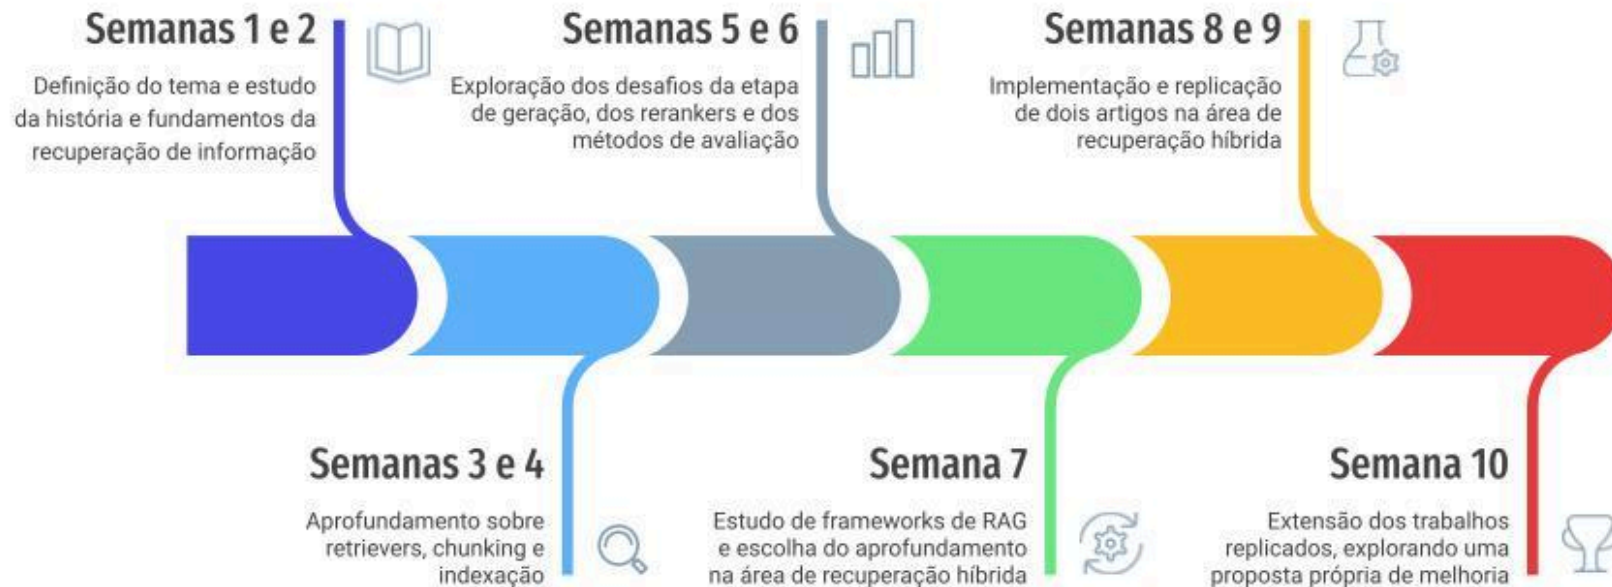 Semanas 1 e 2
Definição do tema e estudo
da história e fundamentos da
recuperação de informação
Semanas 5 e 6
Exploração dos desafios da etapa
de geração, dos rerankers e dos
métodos de avaliação
Semanas 8 e 9
Implementação e replicação
de dois artigos na área de
recuperação híbrida
Semanas 3 e 4
Aprofundamento sobre
retrievers, chunking e
indexação
Semana 7
Estudo de frameworks de RAG
e escolha do aprofundamento
na área de recuperação híbrida
Semana 10
Extensão dos trabalhos
replicados, explorando uma
proposta própria de melhoria